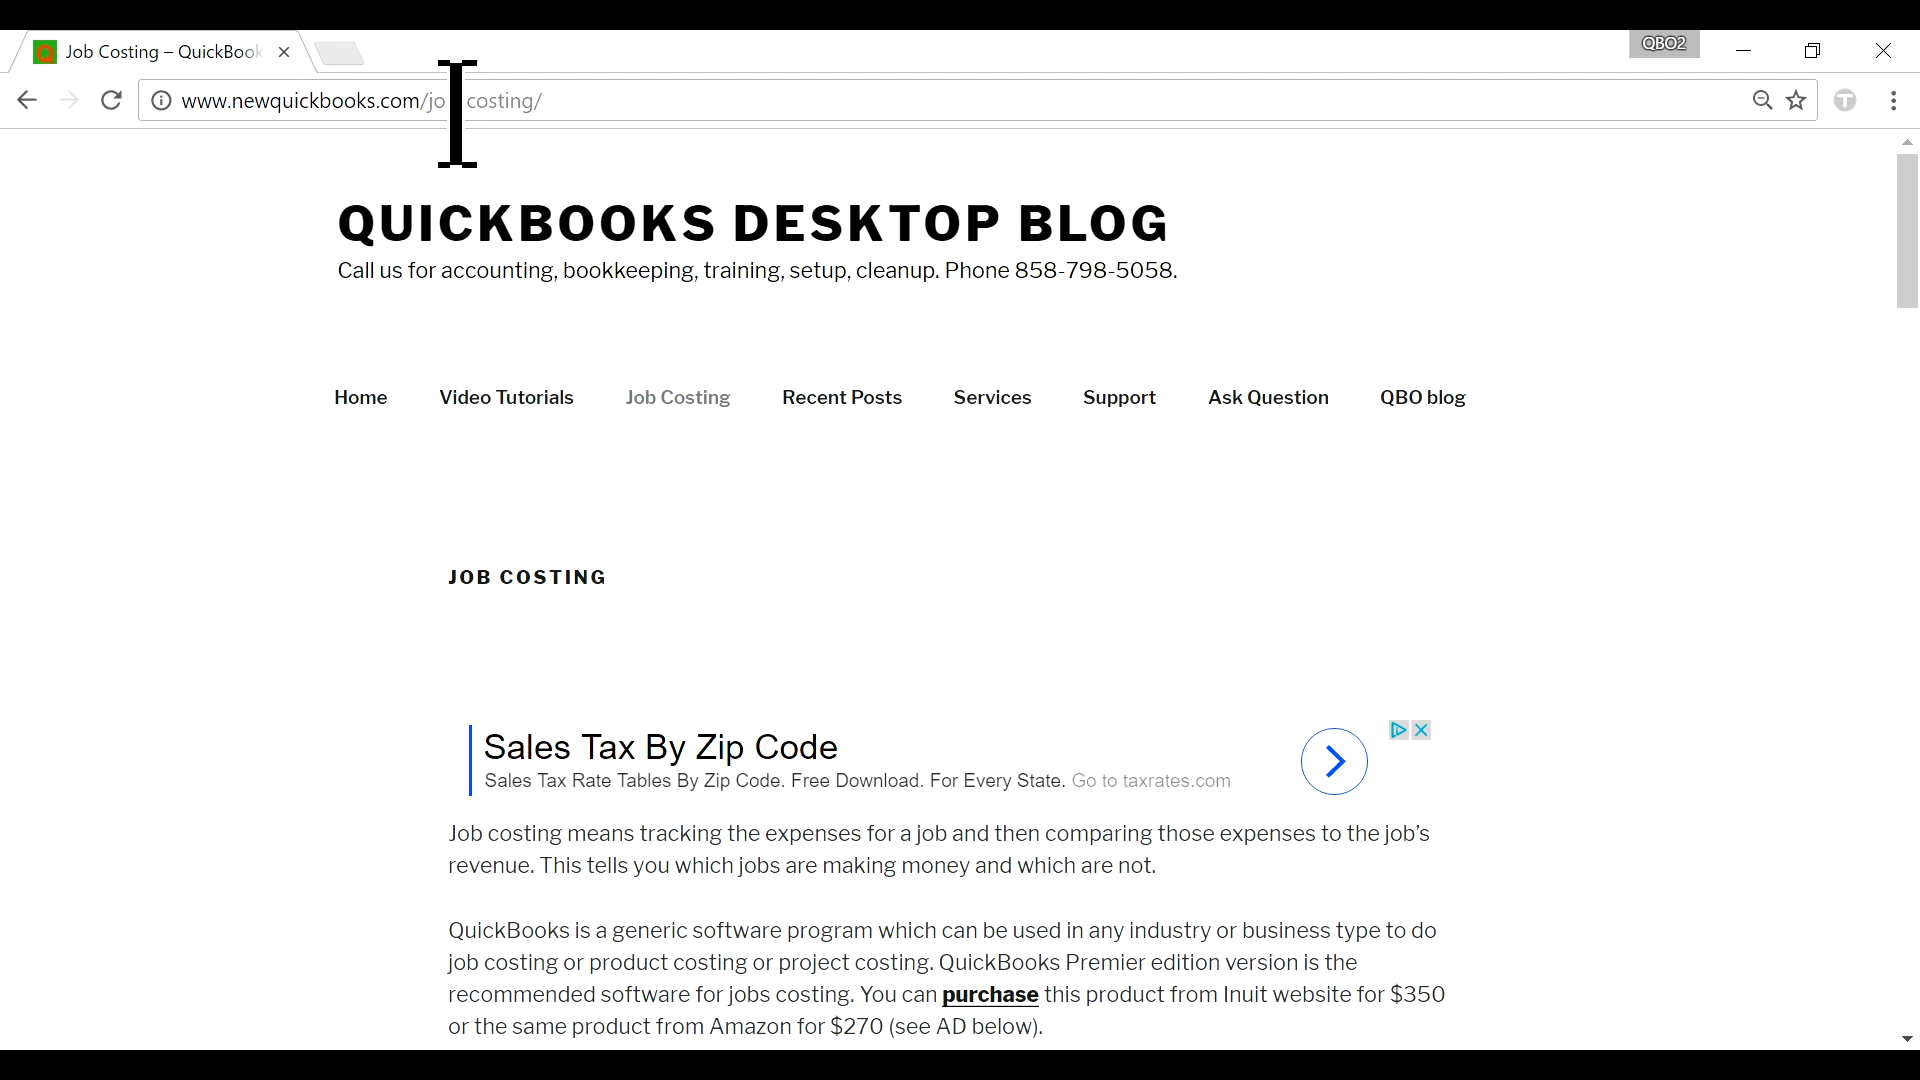 Job Costing – QuickBook
QBO2
www.newquickbooks.com/jo costing/
QUICKBOOKS DESKTOP BLOG
Call us for accounting, bookkeeping, training, setup, cleanup. Phone 858-798-5058.
Home Video Tutorials Job Costing Recent Posts Services Support Ask Question QBO blog
JOB COSTING
Sales Tax By Zip Code
Sales Tax Rate Tables By Zip Code. Free Download. For Every State. Go to taxrates.com
Job costing means tracking the expenses for a job and then comparing those expenses to the job’s
revenue. This tells you which jobs are making money and which are not.
QuickBooks is a generic software program which can be used in any industry or business type to do
job costing or product costing or project costing. QuickBooks Premier edition version is the
recommended software for jobs costing. You can purchase this product from Inuit website for $350
or the same product from Amazon for $270 (see AD below).